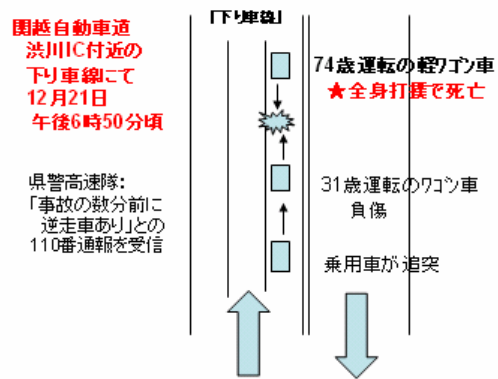 「下り車線」
関越自動車道
渋川IC付近の
下り車線にて
12月21日
午後6時50分頃
74歳運転の軽ワゴン車
★全身打撲で死亡
県警高速隊:
「事故の数分前に
逆走車あり」との
110番通報を受信
31歳運転のワゴン車
負傷
乗用車が追突